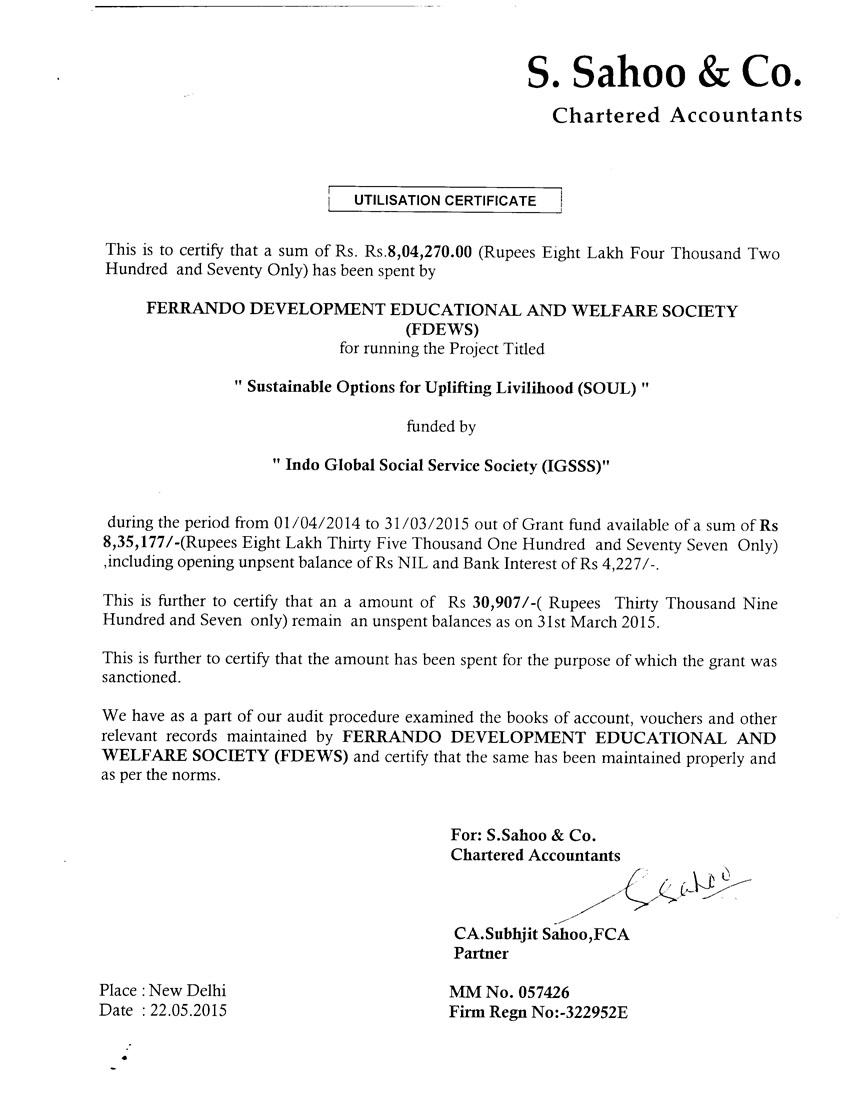 S. Sahoo & Co.
Chartered Accountants
UTILISATION CERTIFICATE
This is to certify that a sum of Rs. Rs.8,04,270.00 (Rupees Eight Lakh Four Thousand Two
Hundred and Seventy Only) has been spent by
FERRANDO DEVELOPMENT EDUCATIONAL AND WELFARE SOCIETY
(FDEWS)
for running the Project Titled
" Sustainable Options for Uplifting Livilihood (SOUL) "
funded by
" Indo Global Social Service Society (IGSSS)"
during the period from 01/04/2014 to 31/03/2015 out of Grant fund available of a sum of Rs
8,35,177/-(Rupees Eight Lakh Thirty Five Thousand One Hundred and Seventy Seven Only)
,including opening unpsent balance of Rs NIL and Bank Interest of Rs 4,227/-.
This is further to certify that an a amount of Rs 30,907/-( Rupees Thirty Thousand Nine
Hundred and Seven only) remain an unspent balances as on 31st March 2015.
This is further to certify that the amount has been spent for the purpose of which the grant was
sanctioned.
We have as a part of our audit procedure examined the books of account, vouchers and other
relevant records maintained by FERRANDO DEVELOPMENT EDUCATIONAL AND
WELFARE SOCIETY (FDEWS) and certify that the same has been maintained properly and
as per the norms.
For: S.Sahoo & Co.
Chartered Accountants
SSahoo
CA.Subhjit Sahoo,FCA
Partner
Place : New Delhi
Date : 22.05.2015
MM No. 057426
Firm Regn No:-322952E